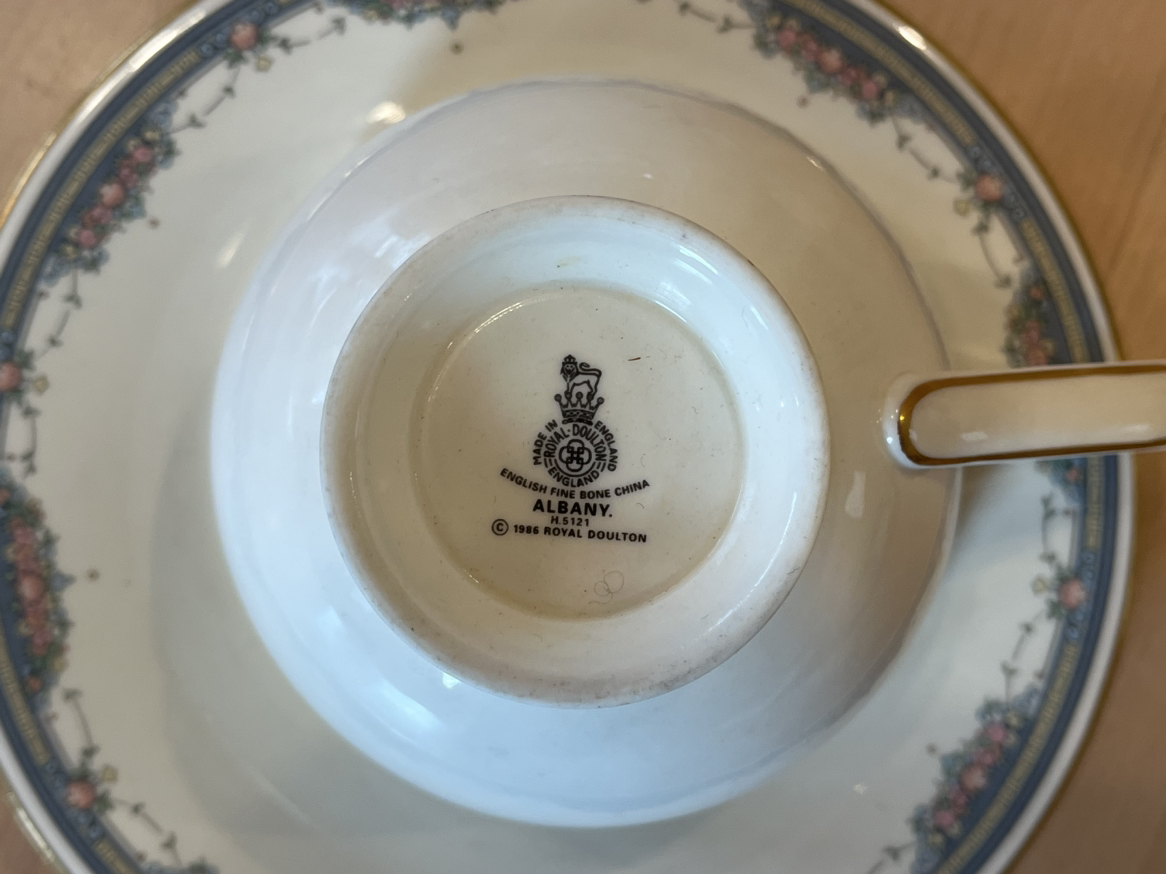 MADE IN ENGLAND
ROYAL·DOULTON
ENGLAND
ENGLISH FINE BONE CHINA
ALBANY.
H.5121
© 1986 ROYAL DOULTON